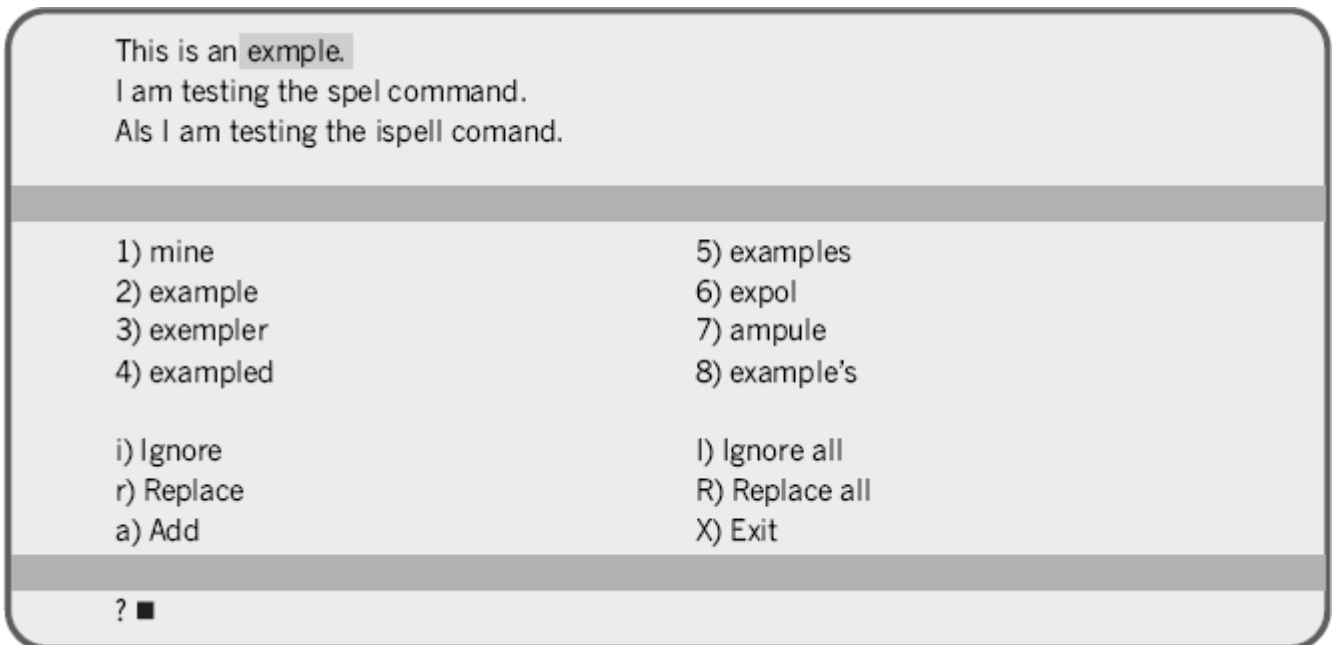 This is an exmple.
I am testing the spel command.
Als I am testing the ispell comand.
1) mine 5) examples
2) example 6) expol
3) exempler 7) ampule
4) exampled 8) example’s
i) Ignore I) Ignore all
r) Replace R) Replace all
a) Add X) Exit
? ■